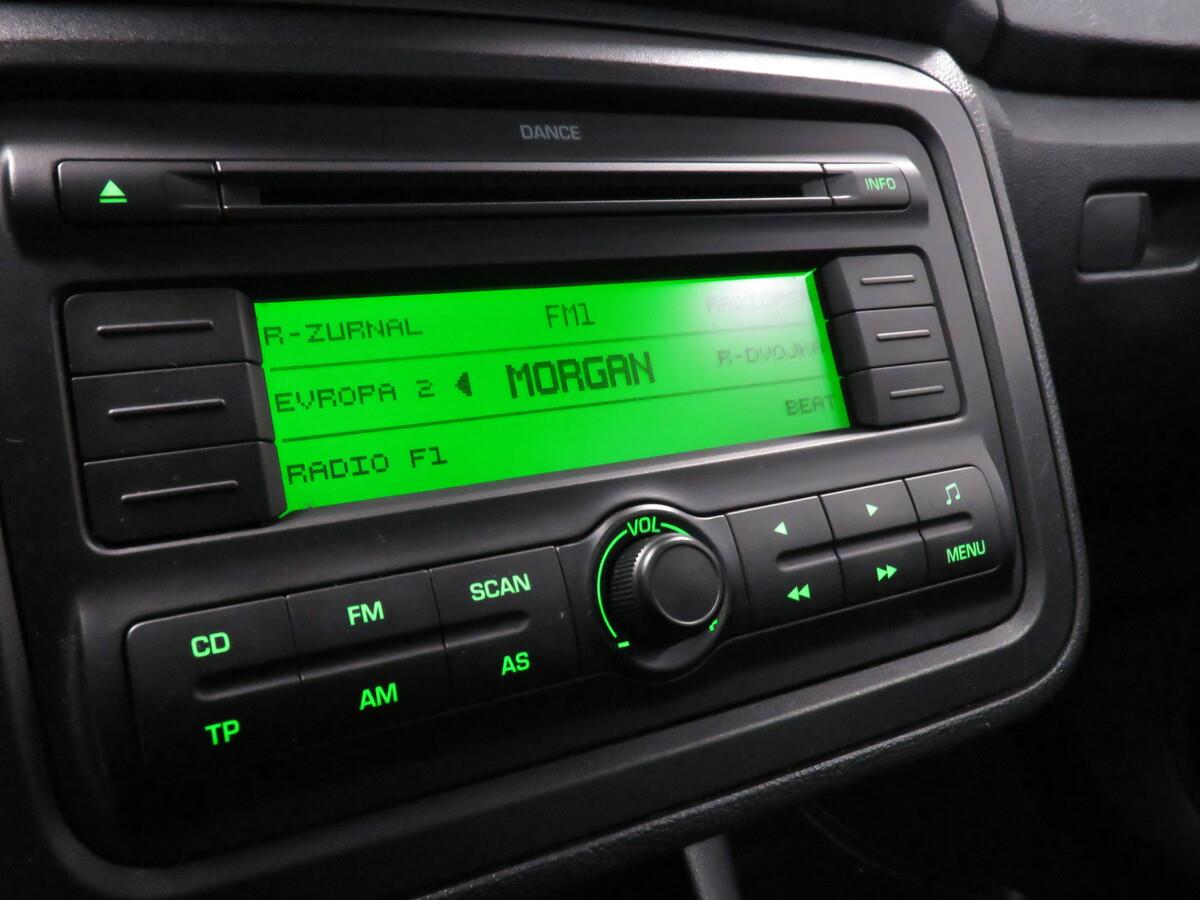 DANCE
INFO
R-ZURNAL FM1
EVROPA 2 MORGAN R-DVOJKA
RADIO F1 BEAT
VOL
CD FM SCAN
TP AM AS
MENU